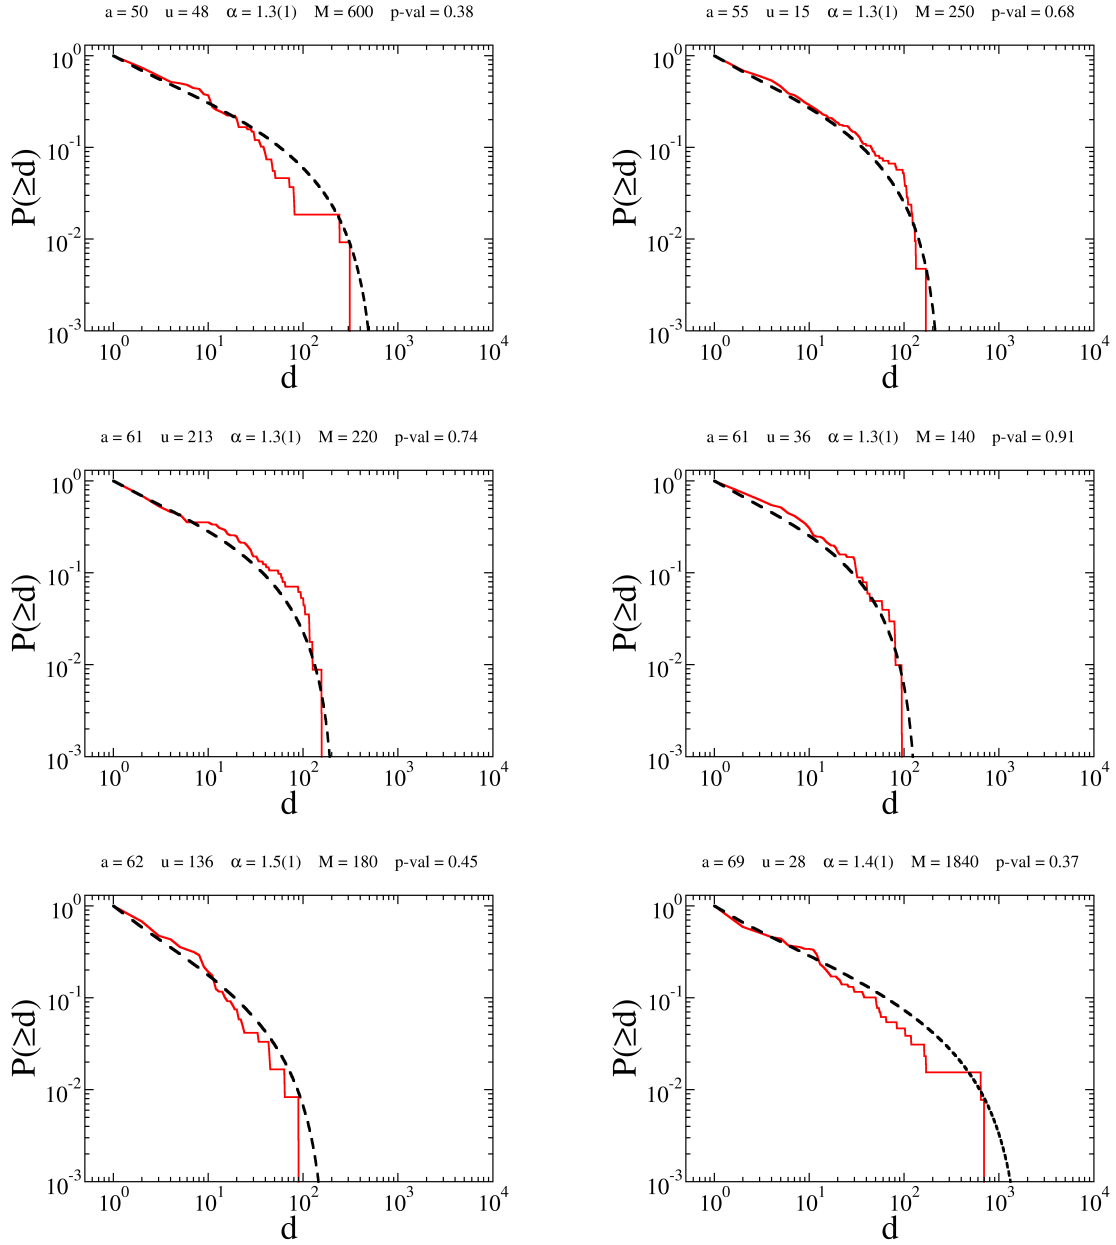 a = 50 u = 48 α = 1.3(1) M = 600 p-val = 0.38
10^0
10^-1
10^-2
10^-3
P(≥d)
10^0 10^1 10^2 10^3 10^4
d
a = 55 u = 15 α = 1.3(1) M = 250 p-val = 0.68
10^0
10^-1
10^-2
10^-3
P(≥d)
10^0 10^1 10^2 10^3 10^4
d
a = 61 u = 213 α = 1.3(1) M = 220 p-val = 0.74
10^0
10^-1
10^-2
10^-3
P(≥d)
10^0 10^1 10^2 10^3 10^4
d
a = 61 u = 36 α = 1.3(1) M = 140 p-val = 0.91
10^0
10^-1
10^-2
10^-3
P(≥d)
10^0 10^1 10^2 10^3 10^4
d
a = 62 u = 136 α = 1.5(1) M = 180 p-val = 0.45
10^0
10^-1
10^-2
10^-3
P(≥d)
10^0 10^1 10^2 10^3 10^4
d
a = 69 u = 28 α = 1.4(1) M = 1840 p-val = 0.37
10^0
10^-1
10^-2
10^-3
P(≥d)
10^0 10^1 10^2 10^3 10^4
d